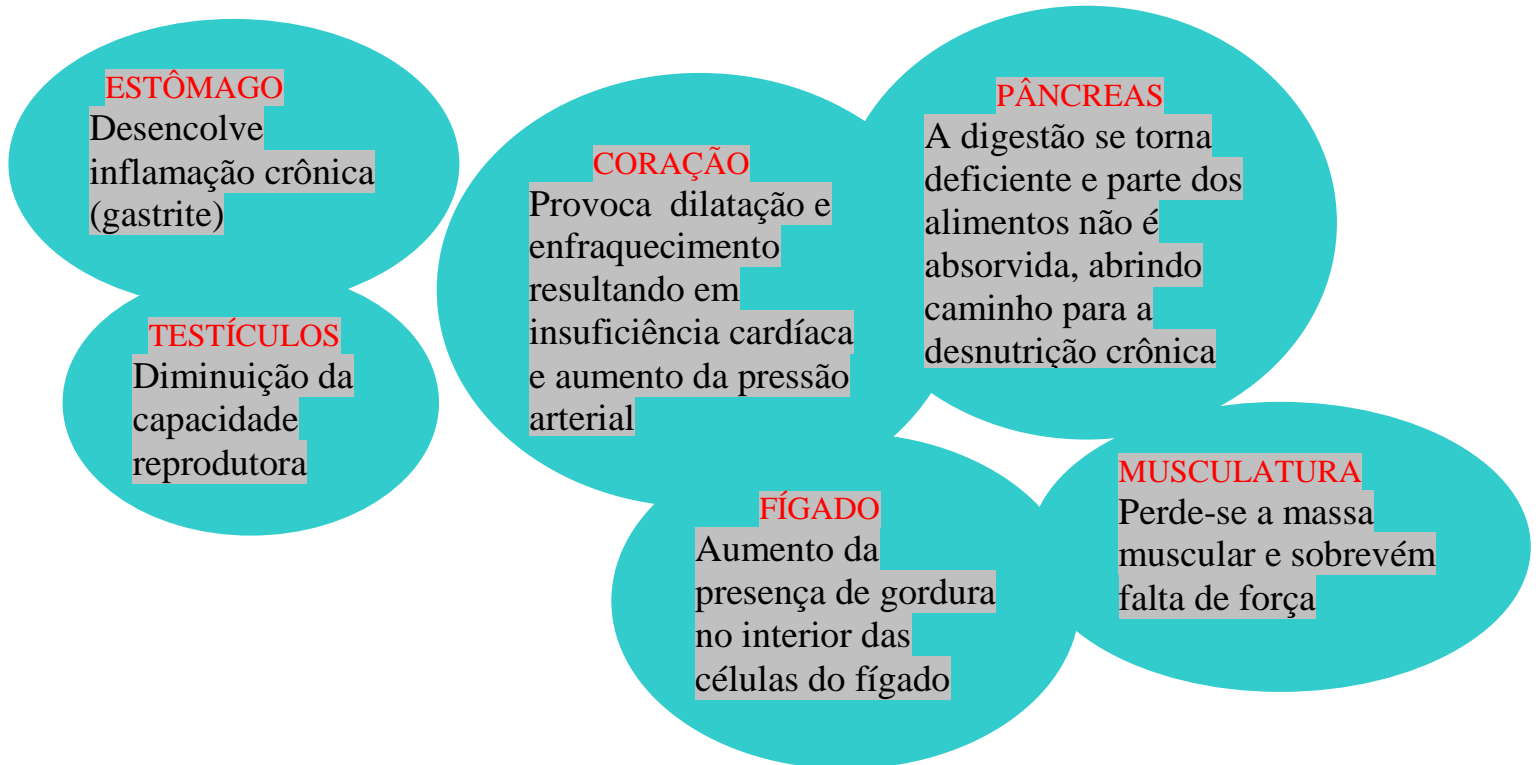 ESTÔMAGO
Desencolve
inflamação crônica
(gastrite)
TESTÍCULOS
Diminuição da
capacidade
reprodutora
CORAÇÃO
Provoca  dilatação e
enfraquecimento
resultando em
insuficiência cardíaca
e aumento da pressão
arterial
PÂNCREAS
A digestão se torna
deficiente e parte dos
alimentos não é
absorvida, abrindo
caminho para a
desnutrição crônica
FÍGADO
Aumento da
presença de gordura
no interior das
células do fígado
MUSCULATURA
Perde-se a massa
muscular e sobrevém
falta de força